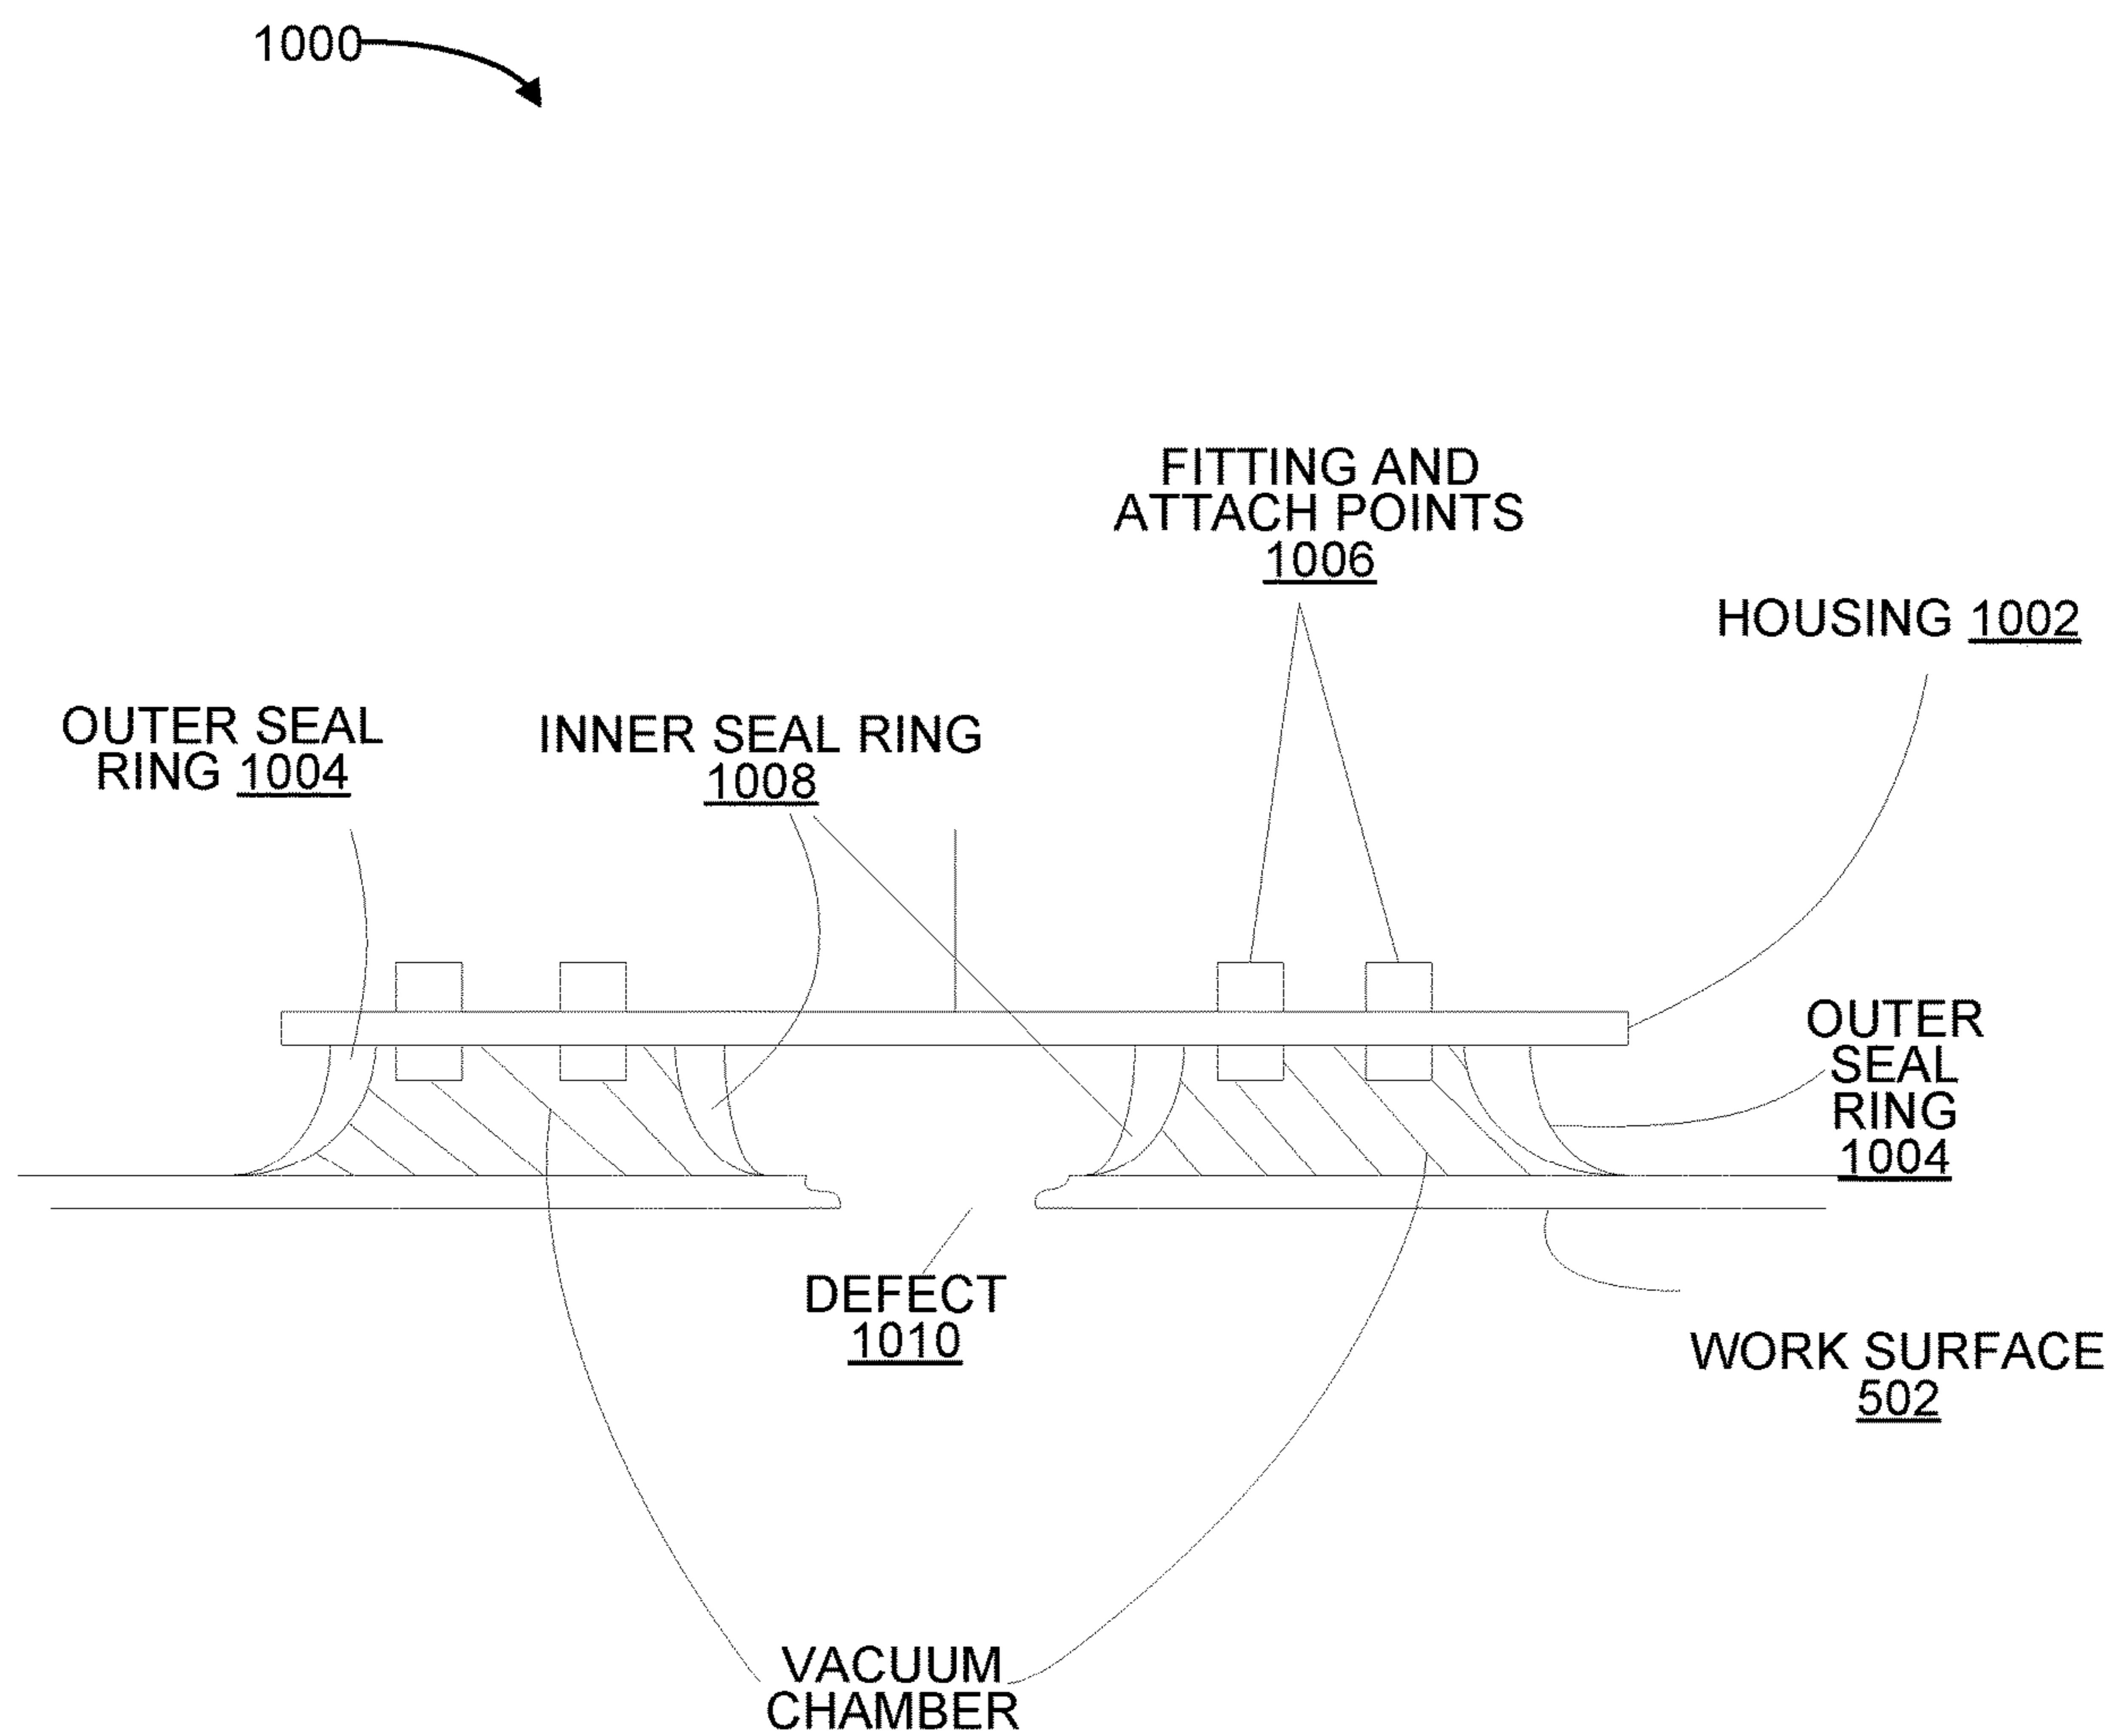 1000
FITTING AND
ATTACH POINTS
1006
HOUSING 1002
OUTER SEAL
RING 1004
INNER SEAL RING
1008
OUTER
SEAL
RING
1004
DEFECT
1010
WORK SURFACE
502
VACUUM
CHAMBER